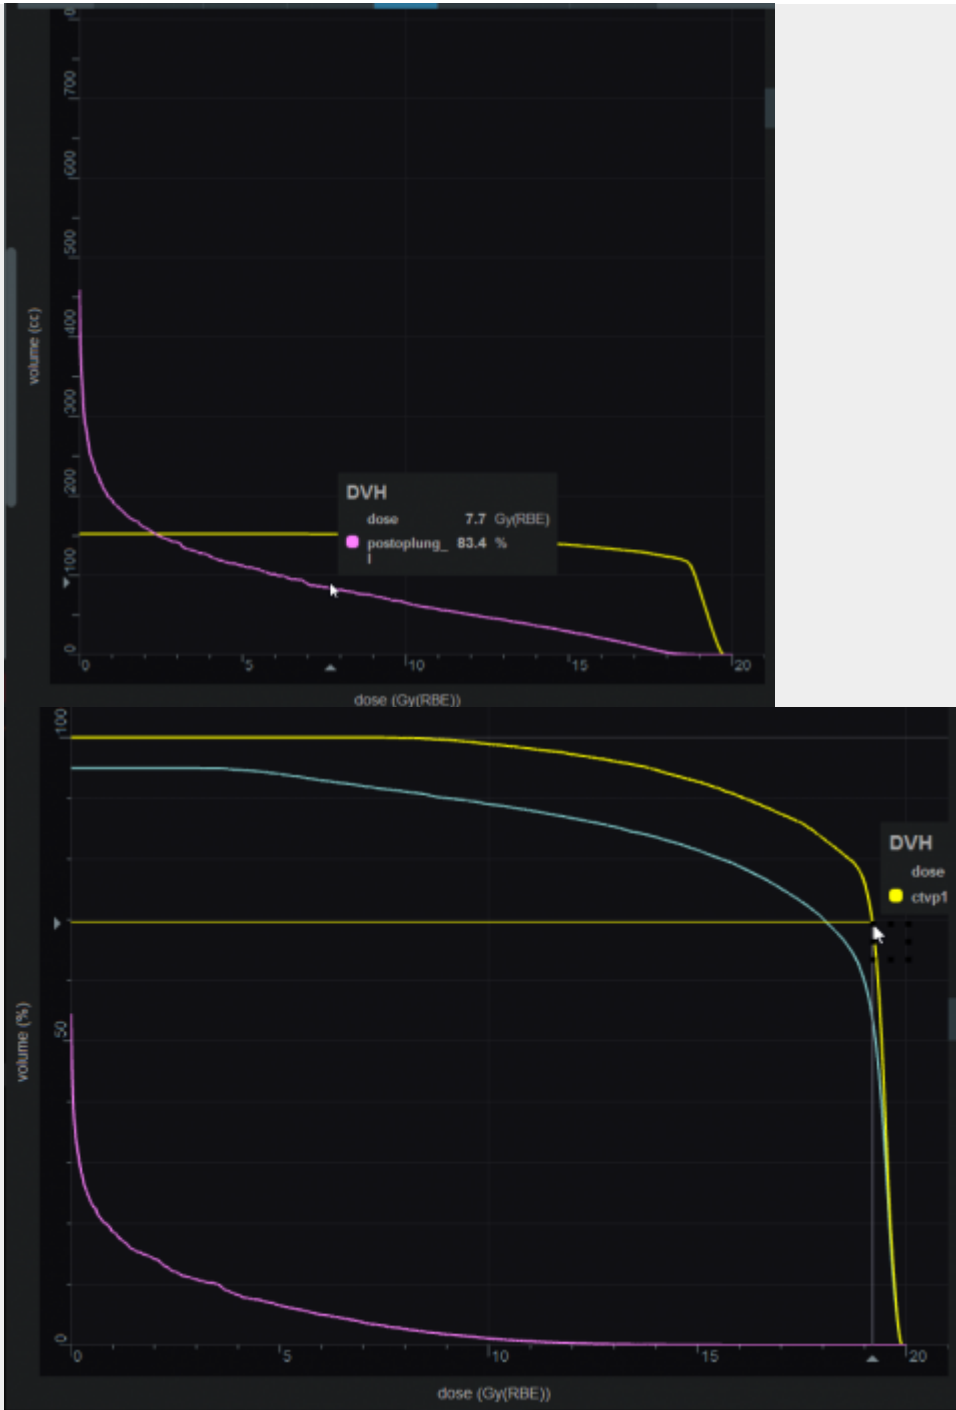 700
600
500
400
300
200
100
0
volume (cc)
DVH
dose 7.7 Gy(RBE)
postoplung_ 83.4 %
l
0 5 10 15 20
dose (Gy(RBE))
100
DVH
dose
ctvp1
volume (%)
50
0
0 5 10 15 20
dose (Gy(RBE))